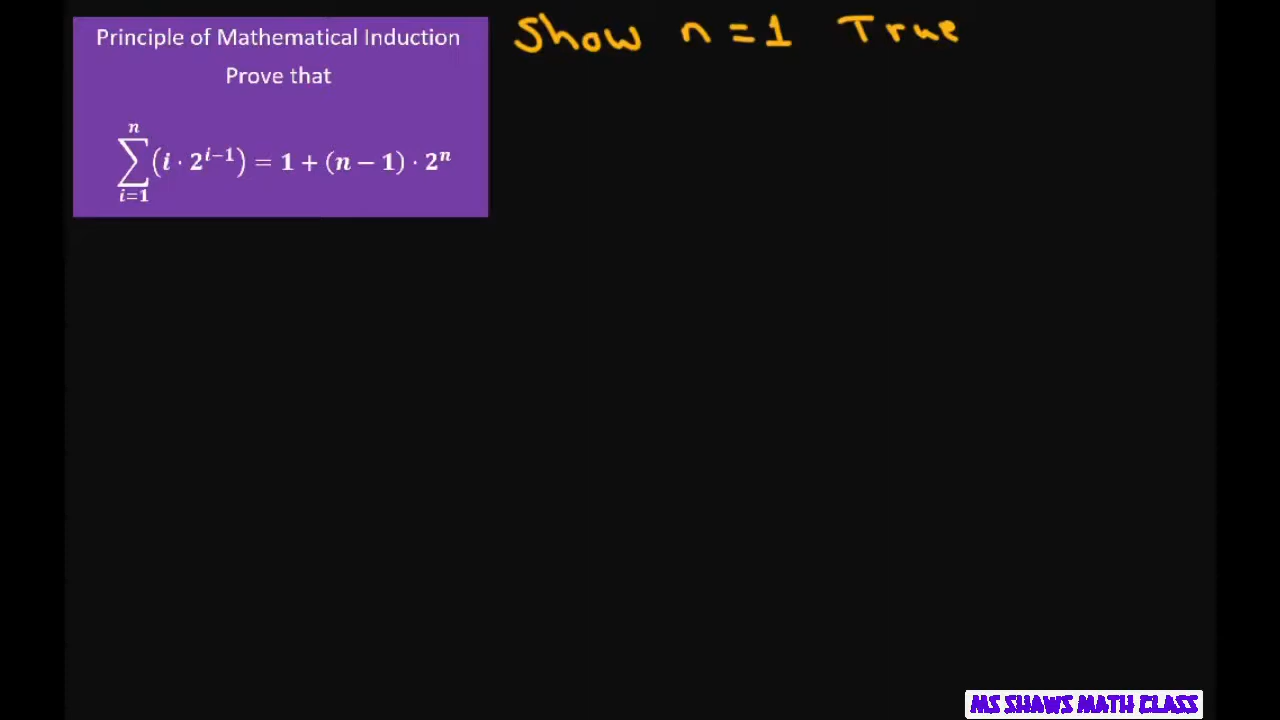 Principle of Mathematical Induction
Prove that
\sum_{i=1}^{n} (i · 2^{i−1}) = 1 + (n − 1) · 2^n
Show n = 1 True
MS SHAWS MATH CLASS